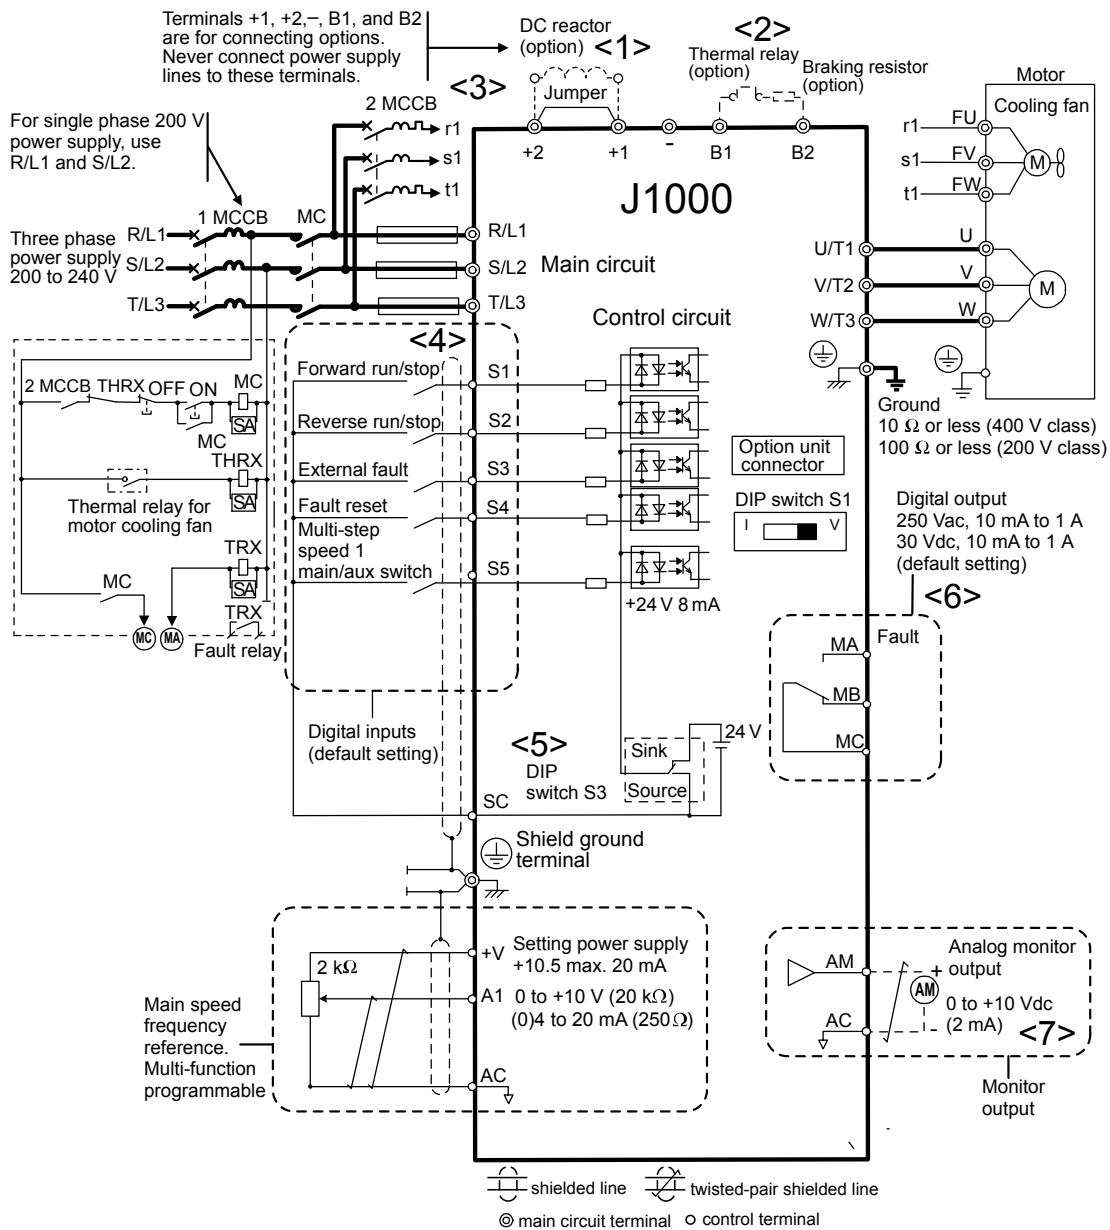 Terminals +1, +2,–, B1, and B2
are for connecting options.
Never connect power supply
lines to these terminals.
DC reactor
(option)
<1>
<2>
Thermal relay
(option)
Braking resistor
(option)
Jumper
+2
+1
–
B1
B2
Motor
Cooling fan
r1
FU
s1
FV
t1
FW
M
<3>
2 MCCB
r1
s1
t1
For single phase 200 V
power supply, use
R/L1 and S/L2.
1 MCCB
MC
Three phase
power supply
200 to 240 V
R/L1
S/L2
T/L3
R/L1
S/L2
T/L3
J1000
Main circuit
Control circuit
U/T1
V/T2
W/T3
U
V
W
M
Ground
10 Ω or less (400 V class)
100 Ω or less (200 V class)
2 MCCB
THRX
OFF
ON
MC
SA
MC
THRX
SA
Thermal relay for
motor cooling fan
TRX
SA
MC
TRX
MC
MA
Fault relay
<4>
Forward run/stop
S1
Reverse run/stop
S2
External fault
S3
Fault reset
S4
Multi-step
speed 1
main/aux switch
S5
+24 V 8 mA
Option unit
connector
DIP switch S1
I
V
Digital output
250 Vac, 10 mA to 1 A
30 Vdc, 10 mA to 1 A
(default setting)
<6>
Fault
MA
MB
MC
Digital inputs
(default setting)
<5>
DIP
switch S3
Sink
Source
24 V
SC
Shield ground
terminal
Main speed
frequency
reference.
Multi-function
programmable
2 kΩ
+V
Setting power supply
+10.5 max. 20 mA
A1
0 to +10 V (20 kΩ)
(0)4 to 20 mA (250Ω)
AC
AM
AC
Analog monitor
output
+
AM
0 to +10 Vdc
(2 mA)
-
<7>
Monitor
output
shielded line
twisted-pair shielded line
main circuit terminal
control terminal